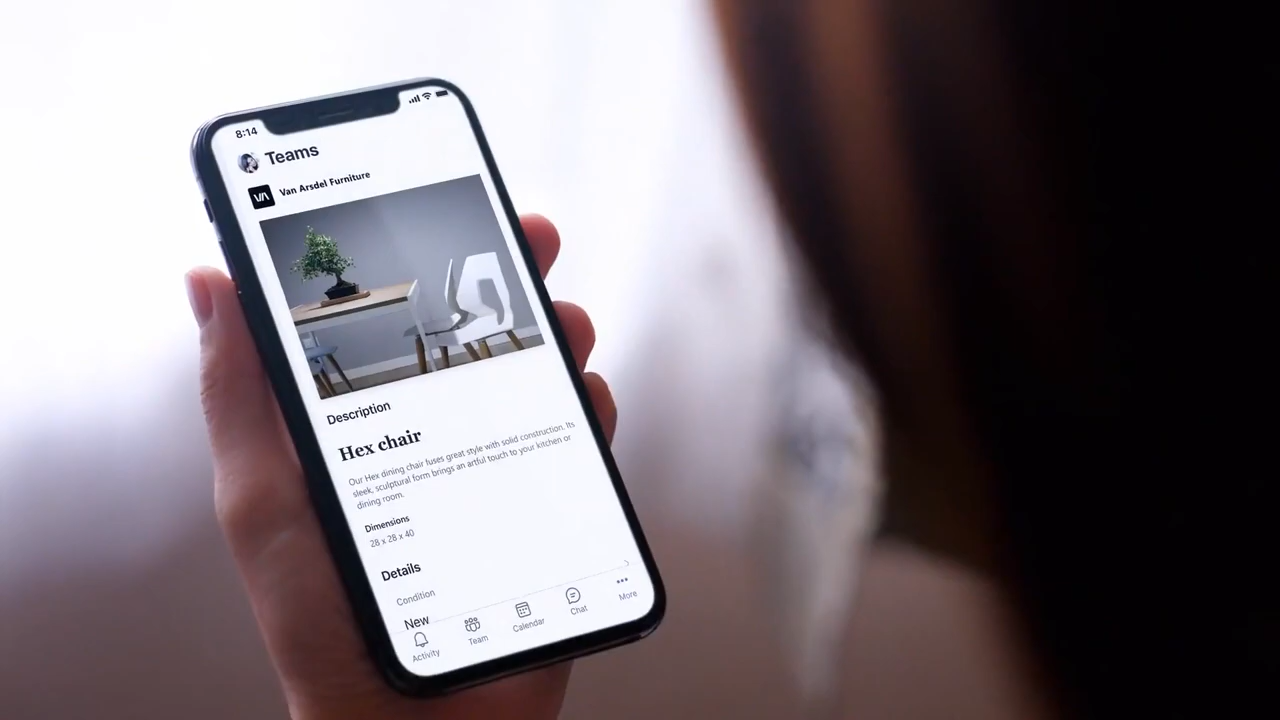 8:14
Teams
VA
Van Arsdel Furniture
Description
Hex chair
Our Hex dining chair fuses great style with solid construction. Its
sleek, sculptural form brings an artful touch to your kitchen or
dining room.
Dimensions
28 x 28 x 40
Details
Condition
New
Activity
Team
Calendar
Chat
More